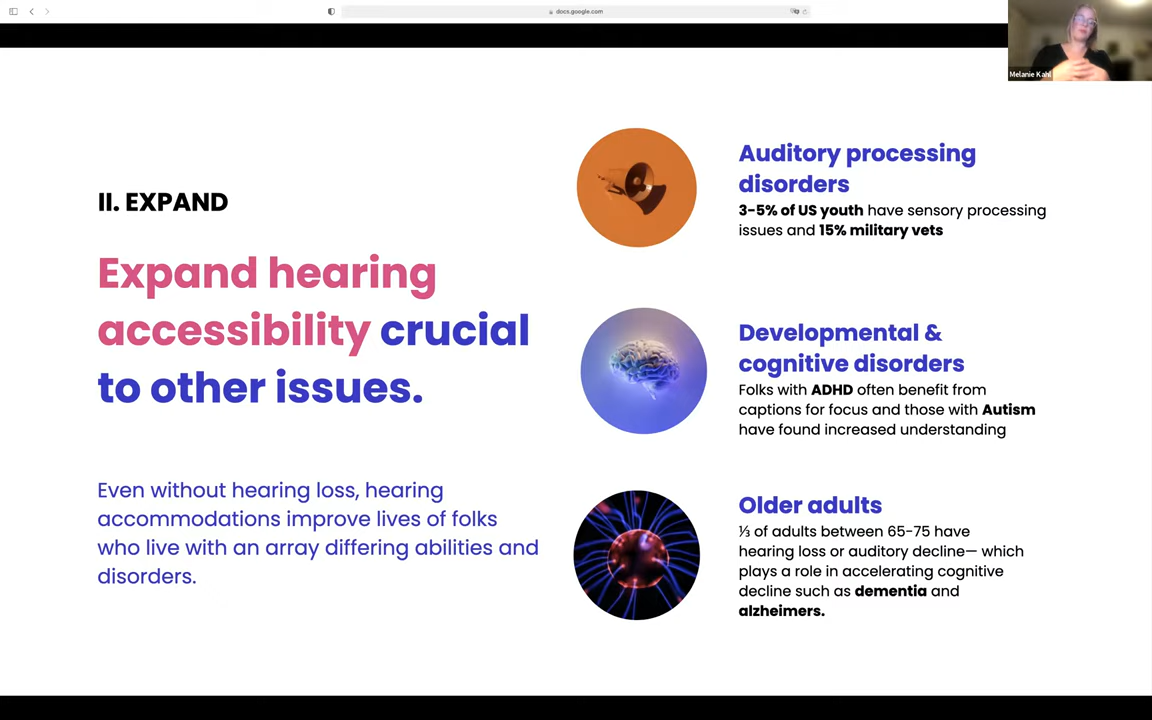 docs.google.com
Melanie Kahl
II. EXPAND
Expand hearing
accessibility crucial
to other issues.
Even without hearing loss, hearing
accommodations improve lives of folks
who live with an array differing abilities and
disorders.
Auditory processing
disorders
3-5% of US youth have sensory processing
issues and 15% military vets
Developmental &
cognitive disorders
Folks with ADHD often benefit from
captions for focus and those with Autism
have found increased understanding
Older adults
⅓ of adults between 65-75 have
hearing loss or auditory decline— which
plays a role in accelerating cognitive
decline such as dementia and
alzheimers.